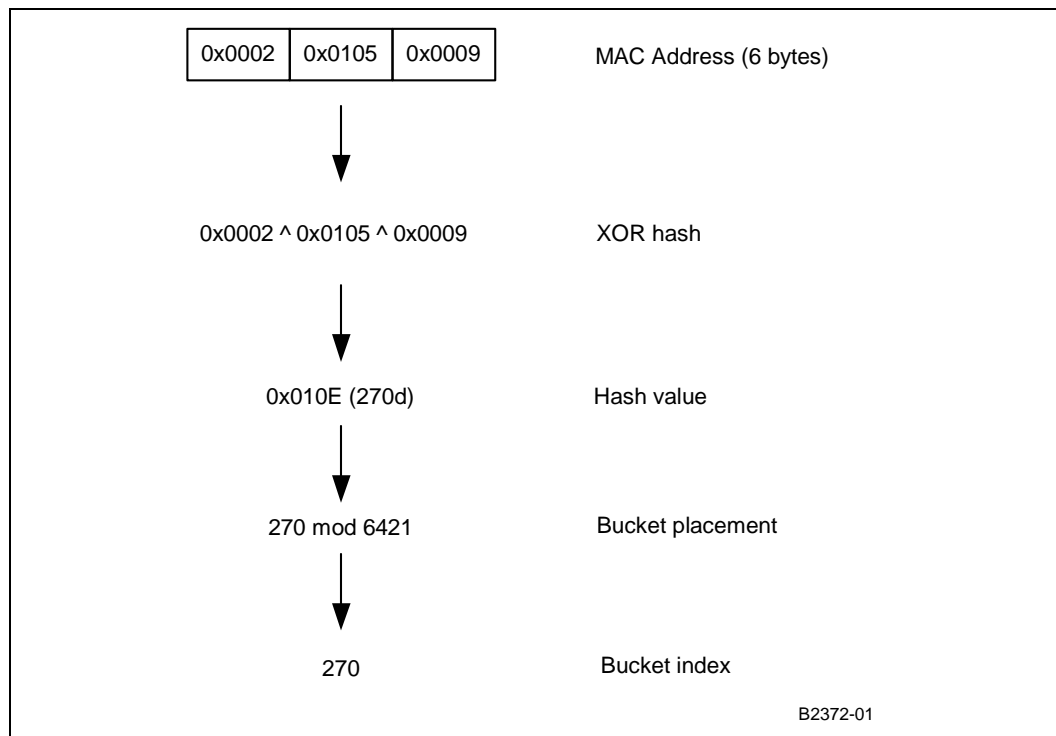 0x0002 0x0105 0x0009 MAC Address (6 bytes)
0x0002 ^ 0x0105 ^ 0x0009 XOR hash
0x010E (270d) Hash value
270 mod 6421 Bucket placement
270 Bucket index
B2372-01